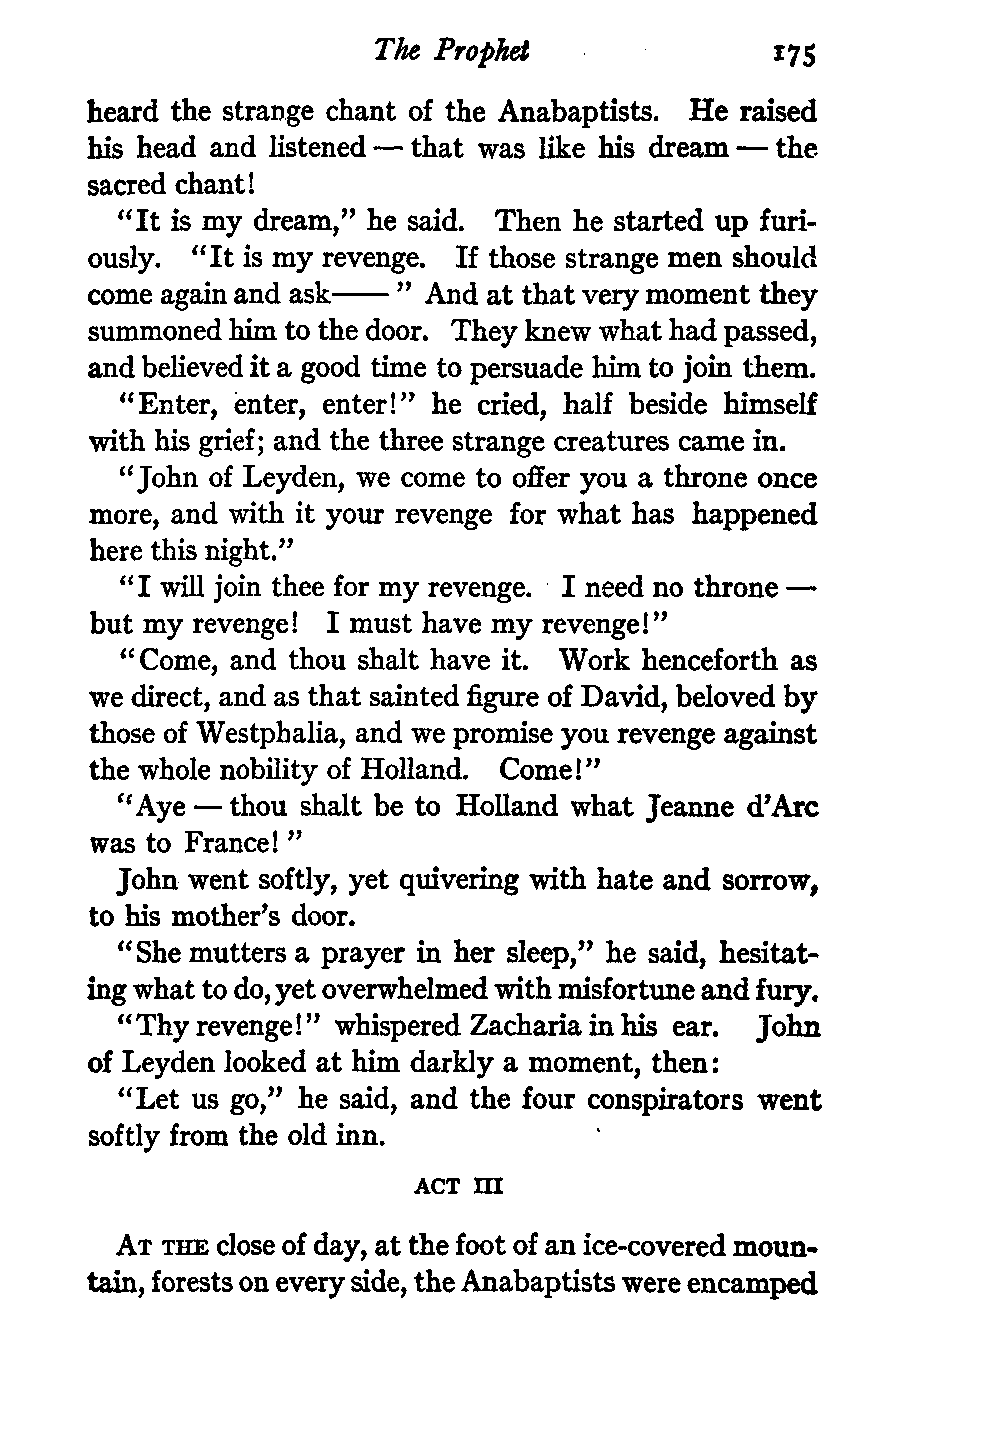 The Prophet 175
heard the strange chant of the Anabaptists. He raised
his head and listened — that was like his dream — the
sacred chant!
"It is my dream," he said. Then he started up furi-
ously. "It is my revenge. If those strange men should
come again and ask—— " And at that very moment they
summoned him to the door. They knew what had passed,
and believed it a good time to persuade him to join them.
"Enter, enter, enter!" he cried, half beside himself
with his grief; and the three strange creatures came in.
"John of Leyden, we come to offer you a throne once
more, and with it your revenge for what has happened
here this night."
"I will join thee for my revenge. I need no throne —
but my revenge! I must have my revenge!"
"Come, and thou shalt have it. Work henceforth as
we direct, and as that sainted figure of David, beloved by
those of Westphalia, and we promise you revenge against
the whole nobility of Holland. Come!"
"Aye — thou shalt be to Holland what Jeanne d'Arc
was to France! "
John went softly, yet quivering with hate and sorrow,
to his mother's door.
"She mutters a prayer in her sleep," he said, hesitat-
ing what to do, yet overwhelmed with misfortune and fury.
"Thy revenge!" whispered Zacharia in his ear. John
of Leyden looked at him darkly a moment, then:
"Let us go," he said, and the four conspirators went
softly from the old inn.
ACT III
AT THE close of day, at the foot of an ice-covered moun-
tain, forests on every side, the Anabaptists were encamped